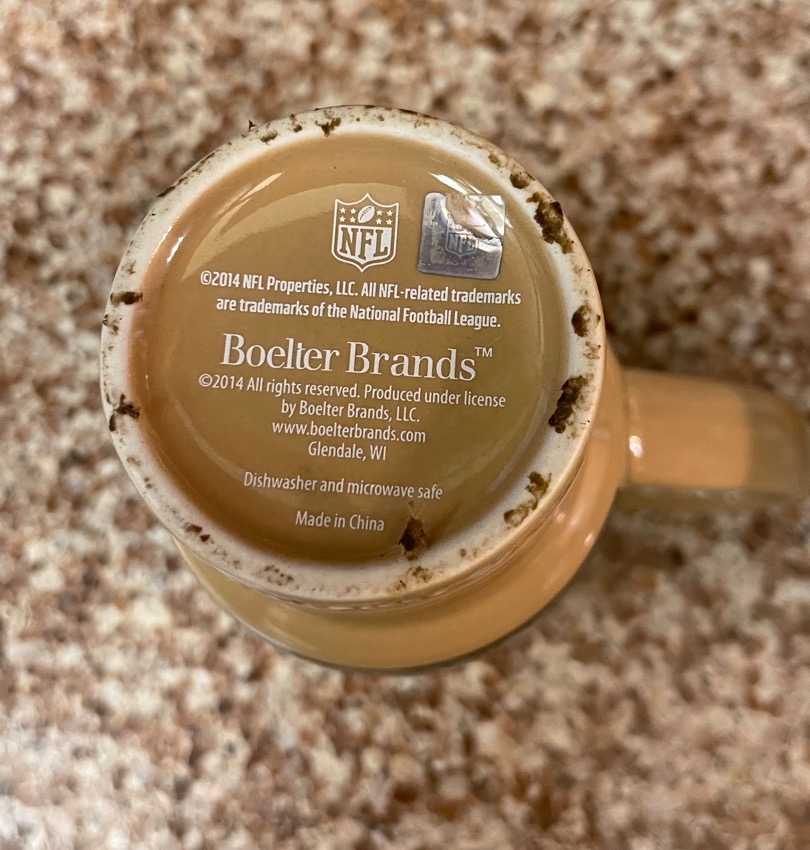 NFL
NFL
©2014 NFL Properties, LLC. All NFL-related trademarks
are trademarks of the National Football League.
Boelter Brands™
©2014 All rights reserved. Produced under license
by Boelter Brands, LLC.
www.boelterbrands.com
Glendale, WI
Dishwasher and microwave safe
Made in China